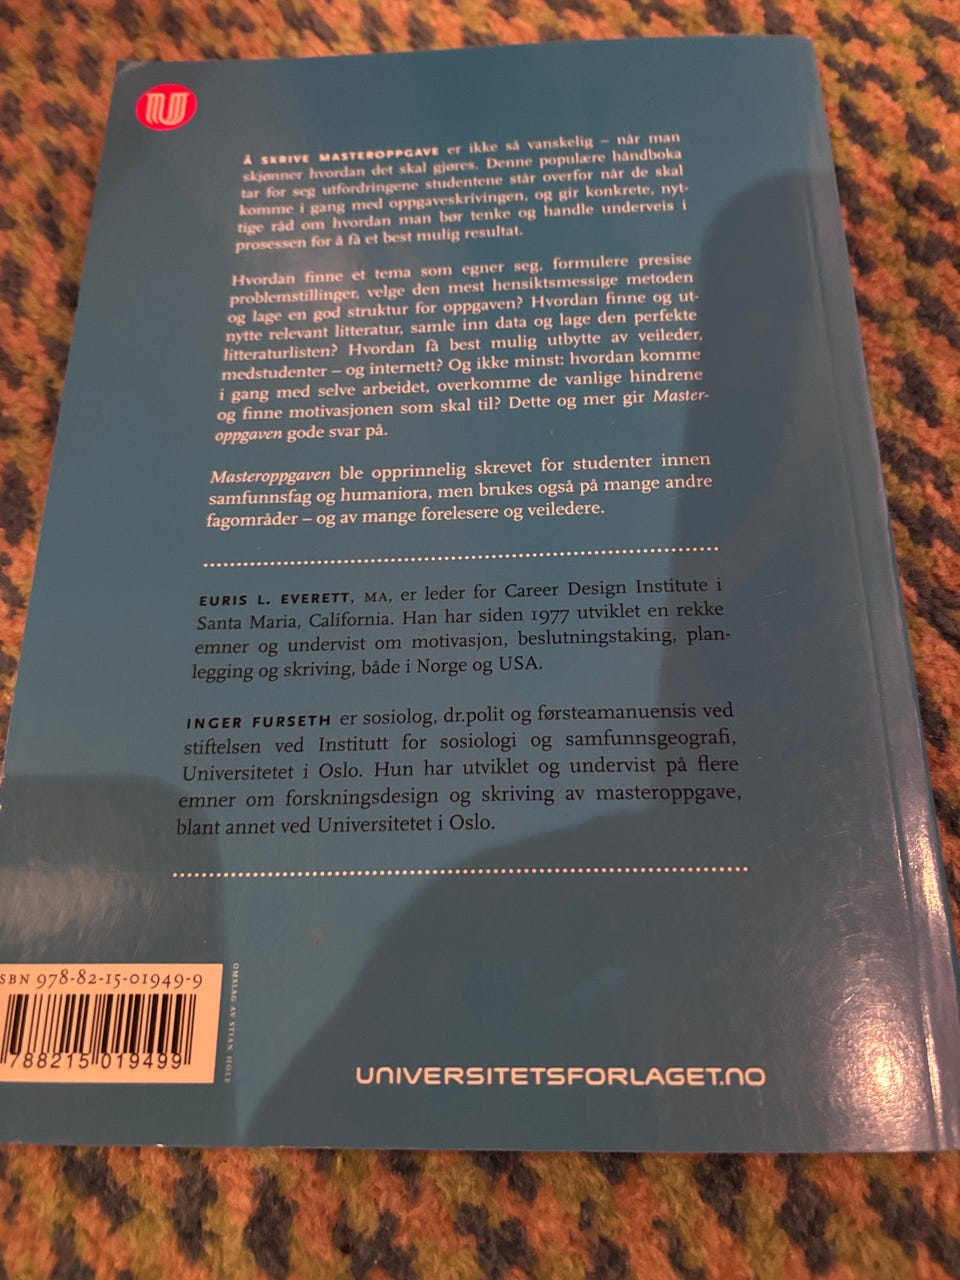 Å SKRIVE MASTEROPPGAVE er ikke så vanskelig – når man
skjønner hvordan det skal gjøres. Denne populære håndboka
tar for seg utfordringene studentene står overfor når de skal
komme i gang med oppgaveskrivingen, og gir konkrete, nyt-
tige råd om hvordan man bør tenke og handle underveis i
prosessen for å få et best mulig resultat.
Hvordan finne et tema som egner seg, formulere presise
problemstillinger, velge den mest hensiktsmessige metoden
og lage en god struktur for oppgaven? Hvordan finne og ut-
nytte relevant litteratur, samle inn data og lage den perfekte
litteraturlisten? Hvordan få best mulig utbytte av veileder,
medstudenter – og internett? Og ikke minst: hvordan komme
i gang med selve arbeidet, overkomme de vanlige hindrene
og finne motivasjonen som skal til? Dette og mer gir Master-
oppgaven gode svar på.
Masteroppgaven ble opprinnelig skrevet for studenter innen
samfunnsfag og humaniora, men brukes også på mange andre
fagområder – og av mange forelesere og veiledere.
EURIS L. EVERETT, MA, er leder for Career Design Institute i
Santa Maria, California. Han har siden 1977 utviklet en rekke
emner og undervist om motivasjon, beslutningstaking, plan-
legging og skriving, både i Norge og USA.
INGER FURSETH er sosiolog, dr.polit og førsteamanuensis ved
stiftelsen ved Institutt for sosiologi og samfunnsgeografi,
Universitetet i Oslo. Hun har utviklet og undervist på flere
emner om forskningsdesign og skriving av masteroppgave,
blant annet ved Universitetet i Oslo.
ISBN 978-82-15-01949-9
788215 019499
OMSLAG AV STIAN HOLE
UNIVERSITETSFORLAGET.NO